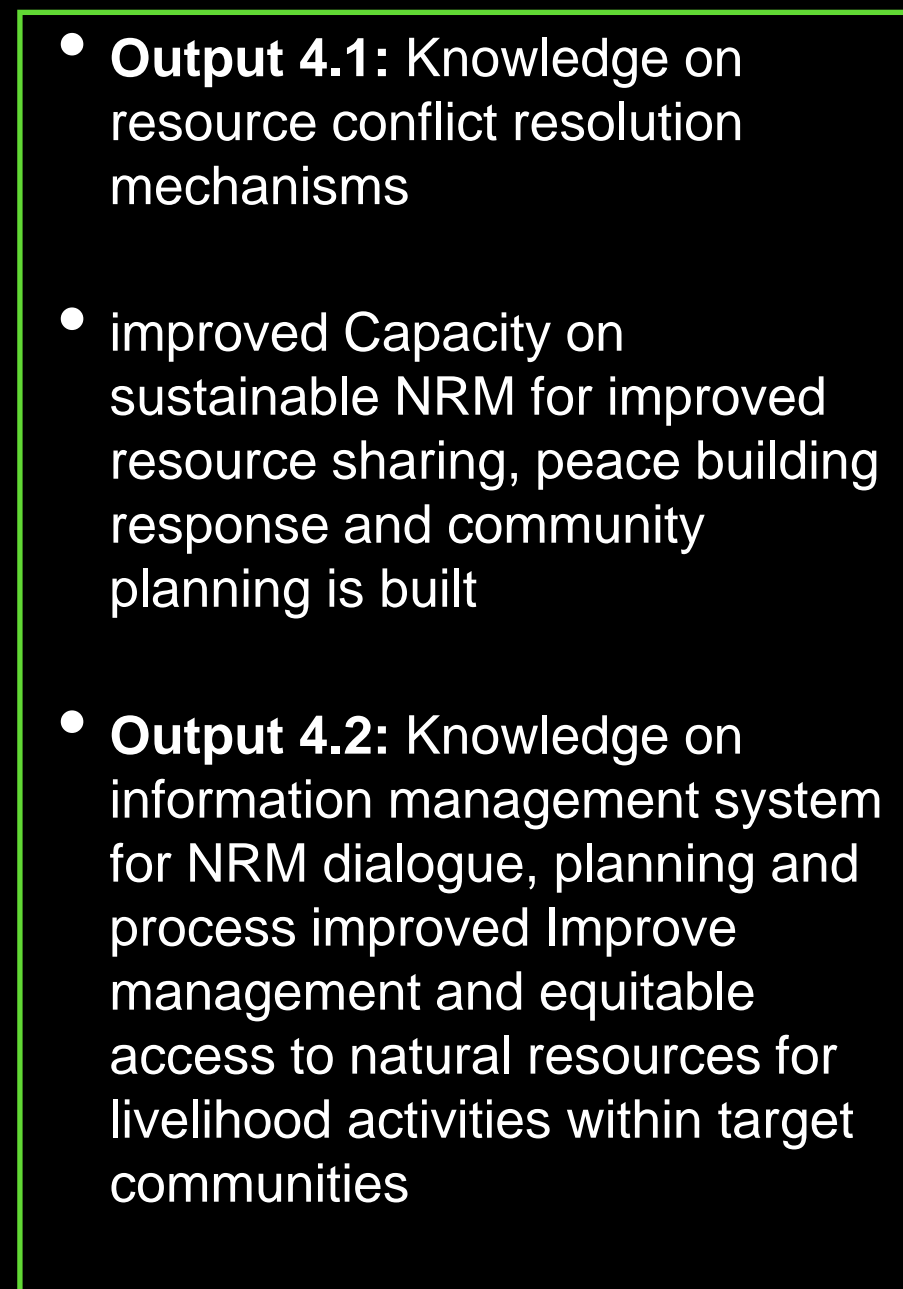 • Output 4.1: Knowledge on
resource conflict resolution
mechanisms
• improved Capacity on
sustainable NRM for improved
resource sharing, peace building
response and community
planning is built
• Output 4.2: Knowledge on
information management system
for NRM dialogue, planning and
process improved Improve
management and equitable
access to natural resources for
livelihood activities within target
communities